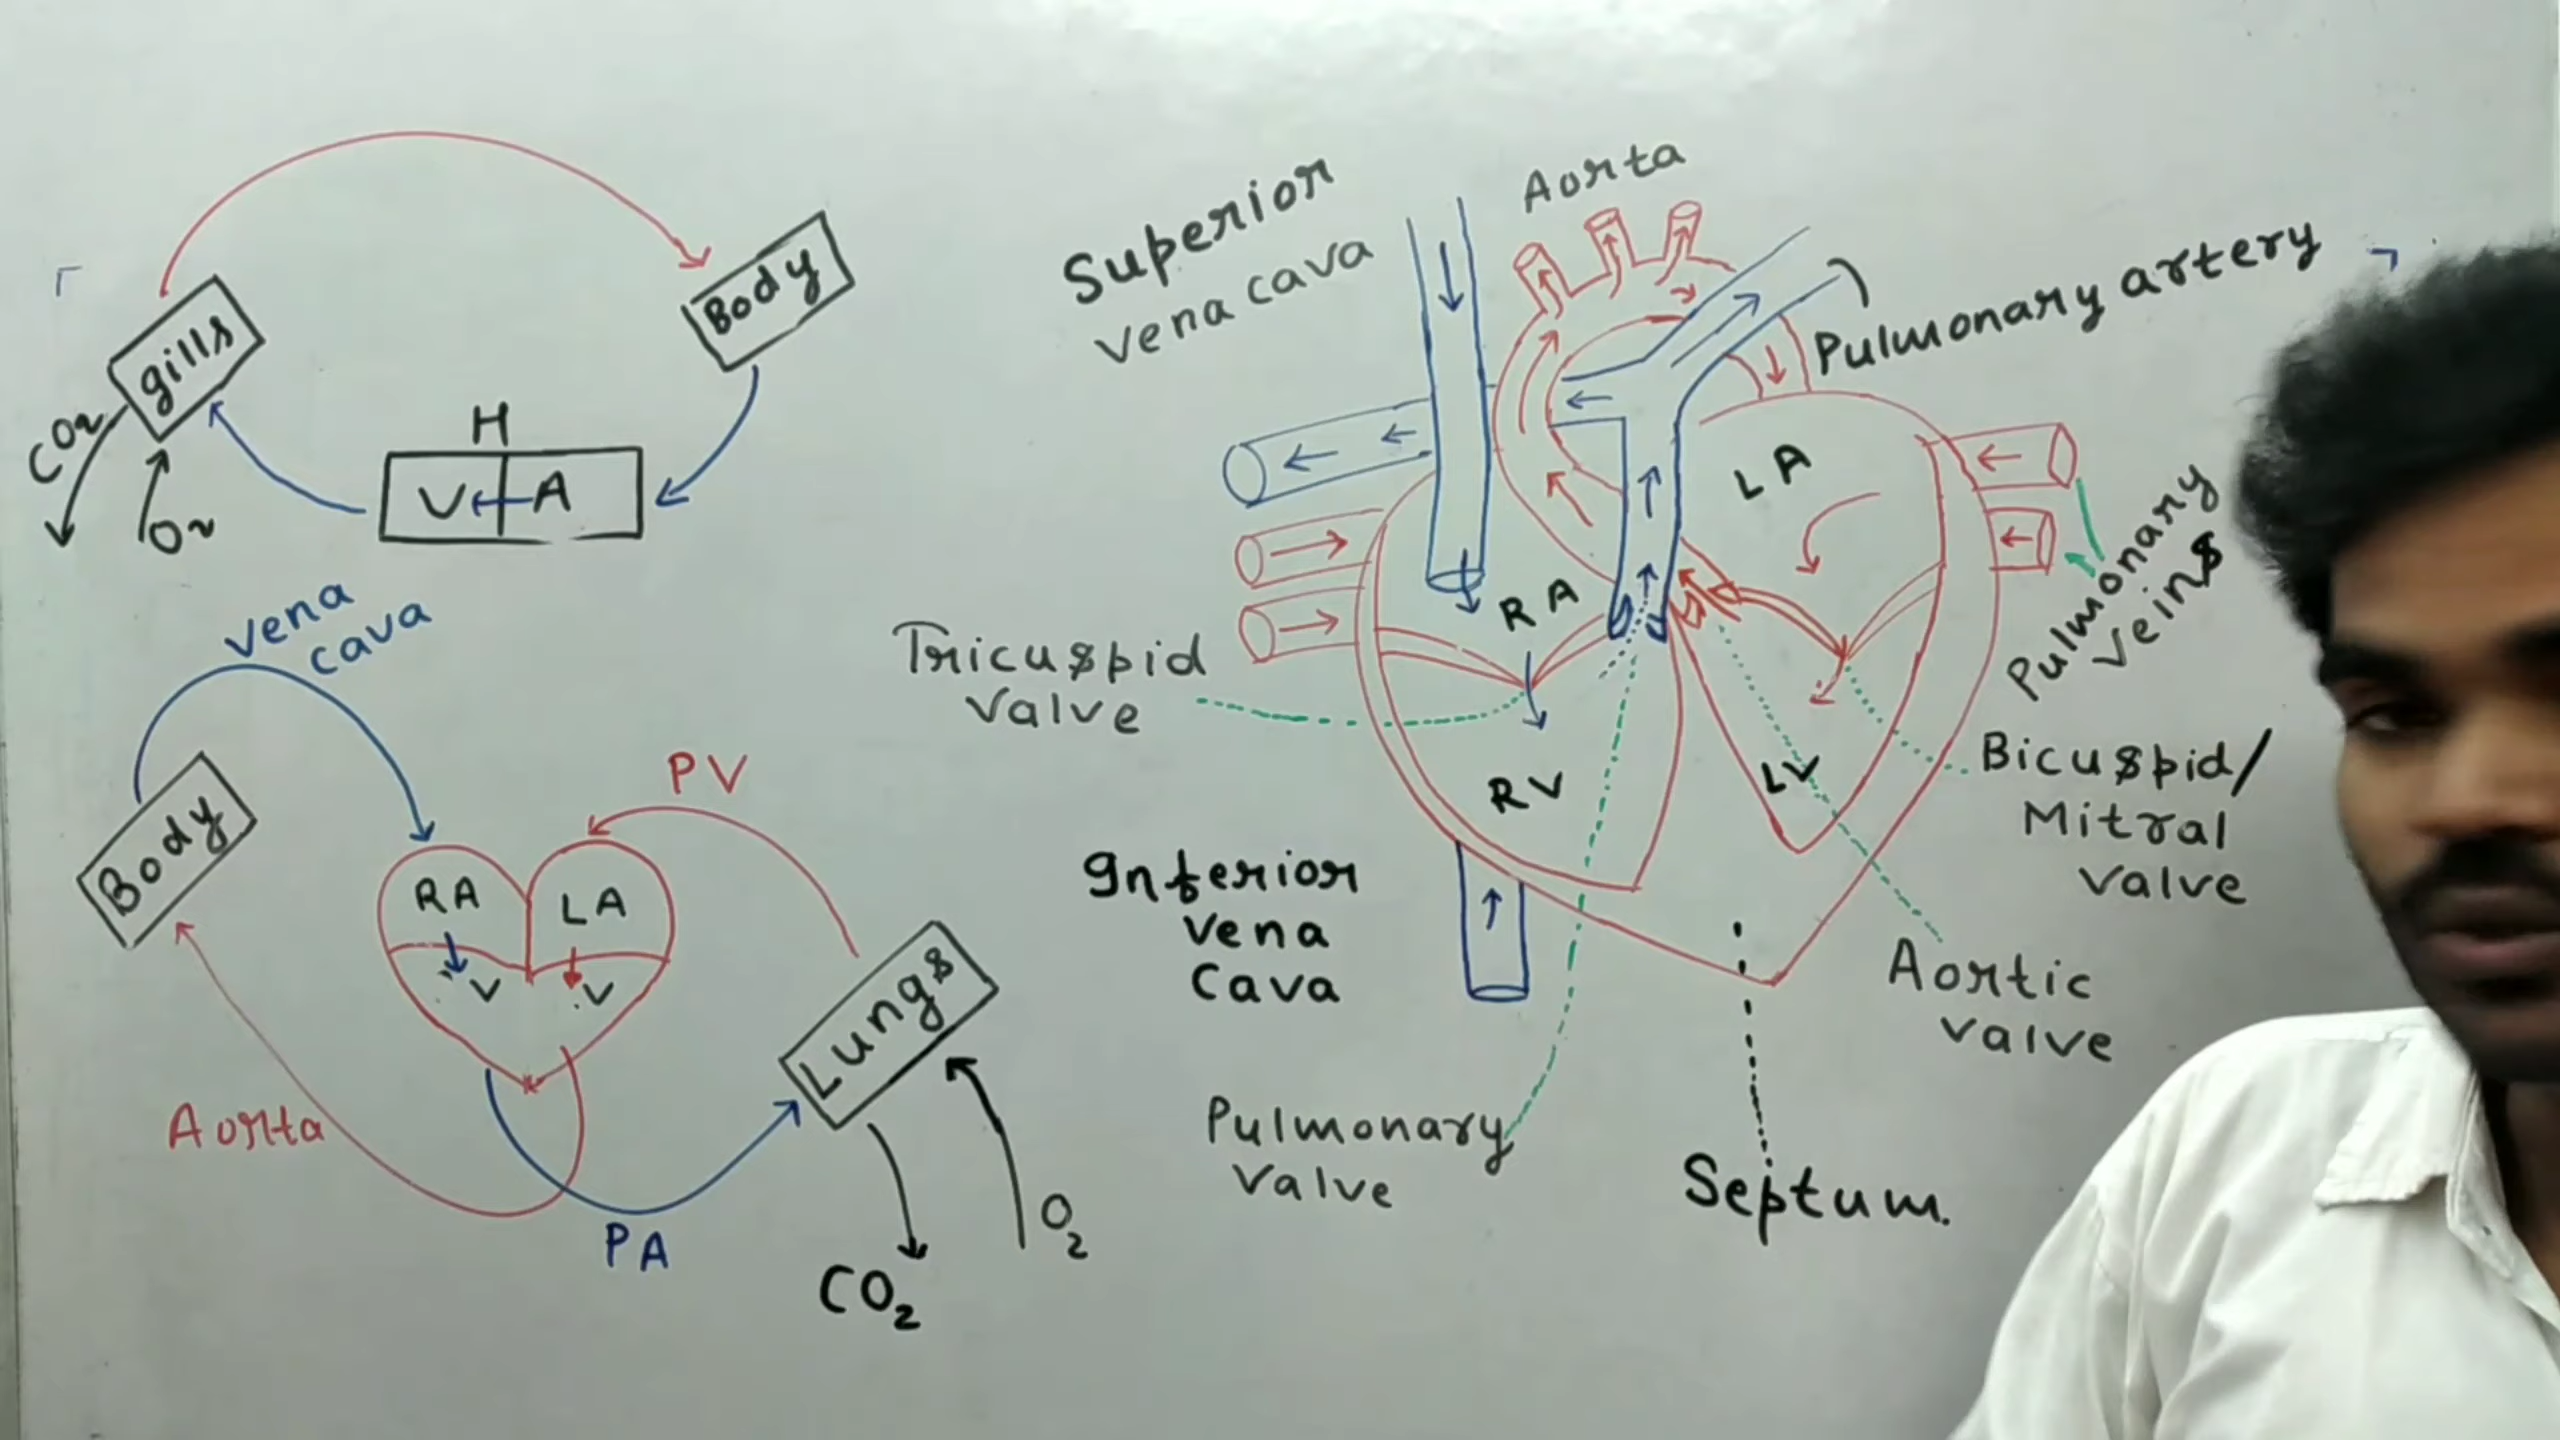 gills
Body
CO2
O2
H
V
A
Vena
cava
Body
RA
LA
V
V
PV
Lungs
Aorta
PA
CO2
O2
Superior
Vena cava
Aorta
Pulmonary artery
LA
RA
Pulmonary
Veins
Tricuspid
Valve
RV
LV
Bicuspid/
Mitral
Valve
Inferior
Vena
Cava
Aortic
Valve
Pulmonary
Valve
Septum.